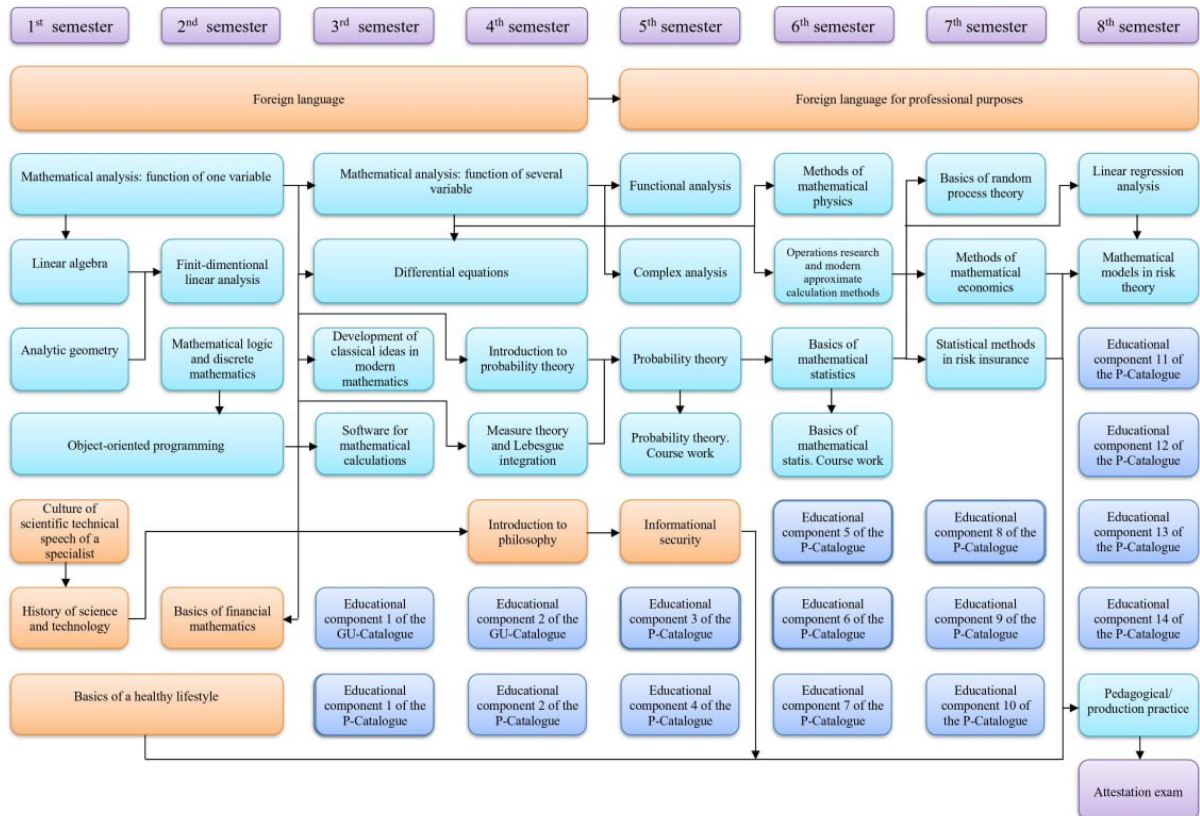 1st semester
2nd semester
3rd semester
4th semester
5th semester
6th semester
7th semester
8th semester
Foreign language
Foreign language for professional purposes
Mathematical analysis: function of one variable
Mathematical analysis: function of several
variable
Functional analysis
Methods of
mathematical
physics
Basics of random
process theory
Linear regression
analysis
Linear algebra
Finit-dimentional
linear analysis
Differential equations
Complex analysis
Operations research
and modern
approximate
calculation methods
Methods of
mathematical
economics
Mathematical
models in risk
theory
Analytic geometry
Mathematical logic
and discrete
mathematics
Development of
classical ideas in
modern
mathematics
Introduction to
probability theory
Probability theory
Basics of
mathematical
statistics
Statistical methods
in risk insurance
Educational
component 11 of
the P-Catalogue
Object-oriented programming
Software for
mathematical
calculations
Measure theory
and Lebesgue
integration
Probability theory.
Course work
Basics of
mathematical
statis. Course work
Educational
component 12 of
the P-Catalogue
Culture of
scientific technical
speech of a
specialist
Introduction to
philosophy
Informational
security
Educational
component 5 of the
P-Catalogue
Educational
component 8 of the
P-Catalogue
Educational
component 13 of
the P-Catalogue
History of science
and technology
Basics of financial
mathematics
Educational
component 1 of the
GU-Catalogue
Educational
component 2 of the
GU-Catalogue
Educational
component 3 of the
P-Catalogue
Educational
component 6 of the
P-Catalogue
Educational
component 9 of the
P-Catalogue
Educational
component 14 of
the P-Catalogue
Basics of a healthy lifestyle
Educational
component 1 of the
P-Catalogue
Educational
component 2 of the
P-Catalogue
Educational
component 4 of the
P-Catalogue
Educational
component 7 of the
P-Catalogue
Educational
component 10 of
the P-Catalogue
Pedagogical/
production practice
Attestation exam